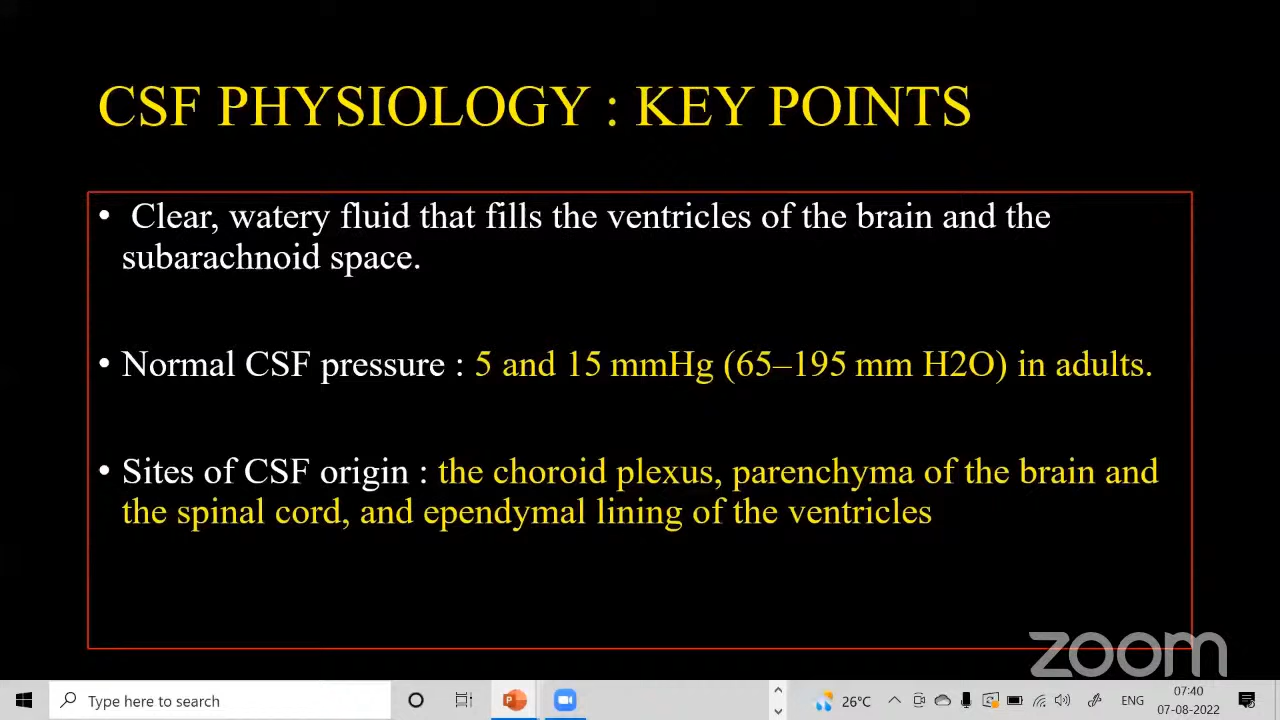 CSF PHYSIOLOGY : KEY POINTS
• Clear, watery fluid that fills the ventricles of the brain and the
subarachnoid space.
• Normal CSF pressure : 5 and 15 mmHg (65–195 mm H2O) in adults.
• Sites of CSF origin : the choroid plexus, parenchyma of the brain and
the spinal cord, and ependymal lining of the ventricles
zoom
Type here to search
26°C
ENG
07:40
07-08-2022